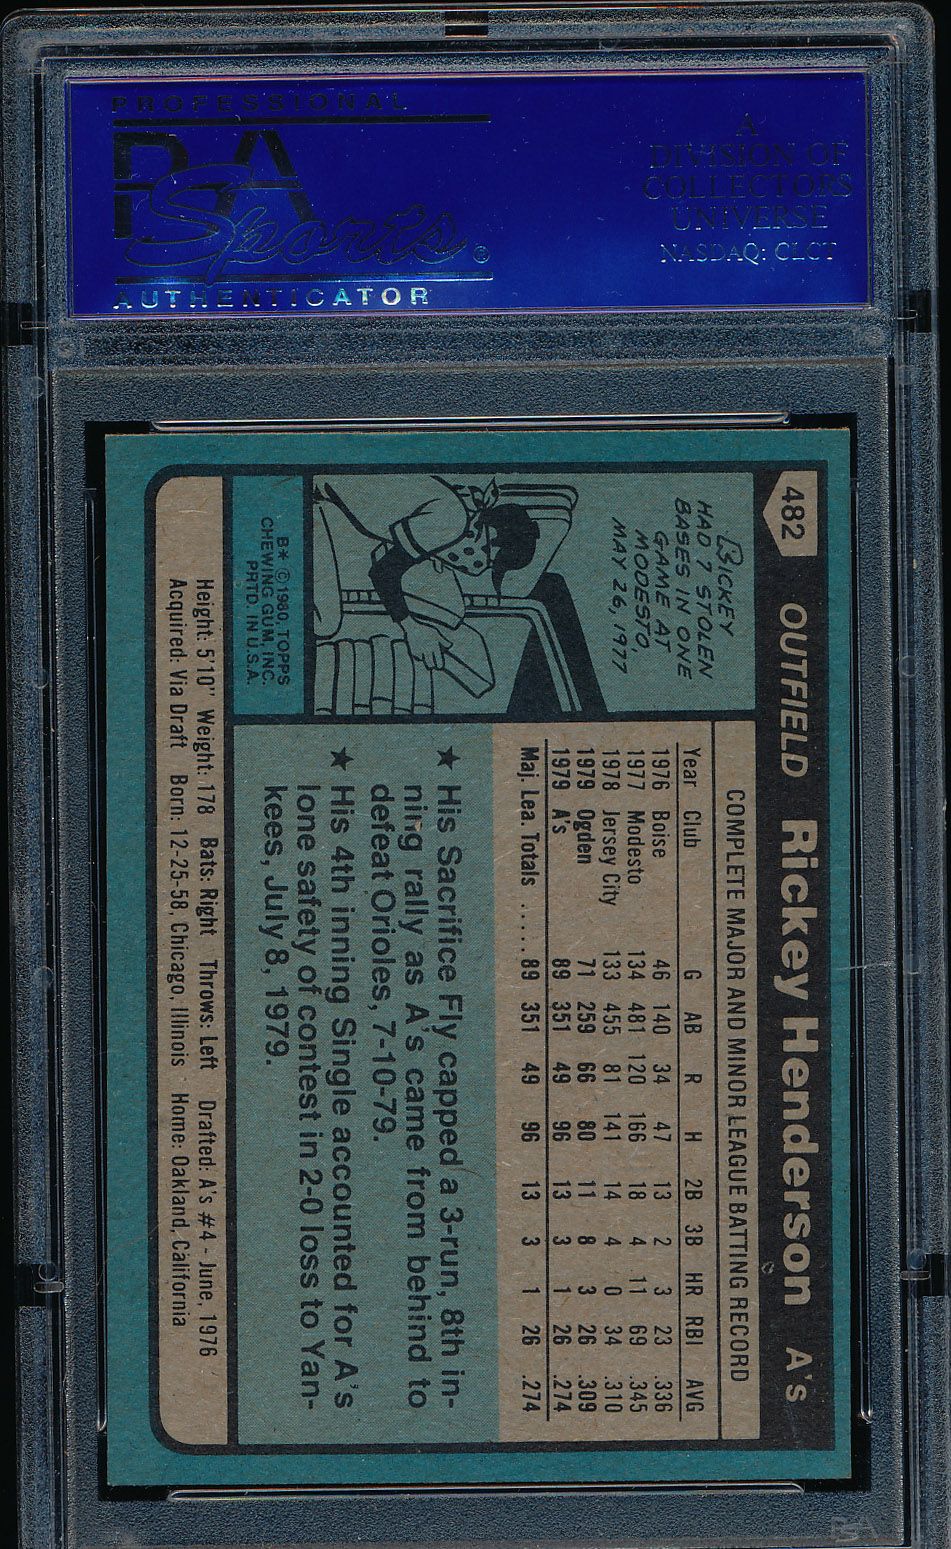 PROFESSIONAL
PSA
Sports®
AUTHENTICATOR
A
DIVISION OF
COLLECTORS
UNIVERSE
NASDAQ: CLCT
482 OUTFIELD Rickey Henderson A's
RICKEY
HAD 7 STOLEN
BASES IN ONE
GAME AT
MODESTO,
MAY 26, 1977
B* © 1980, TOPPS
CHEWING GUM, INC.
PRTD. IN U.S.A.
COMPLETE MAJOR AND MINOR LEAGUE BATTING RECORD
Year Club G AB R H 2B 3B HR RBI AVG
1976 Boise 46 140 34 47 13 2 3 23 .336
1977 Modesto 134 481 120 166 18 4 11 69 .345
1978 Jersey City 133 455 81 141 14 4 0 34 .310
1979 Ogden 71 259 66 80 11 8 3 26 .309
1979 A's 89 351 49 96 13 3 1 26 .274
Maj. Lea. Totals ...... 89 351 49 96 13 3 1 26 .274
★ His Sacrifice Fly capped a 3-run, 8th in-
ning rally as A's came from behind to
defeat Orioles, 7-10-79.
★ His 4th inning Single accounted for A's
lone safety of contest in 2-0 loss to Yan-
kees, July 8, 1979.
Height: 5'10" Weight: 178 Bats: Right Throws: Left Drafted: A's #4 - June, 1976
Acquired: Via Draft Born: 12-25-58, Chicago, Illinois Home: Oakland, California
PSA